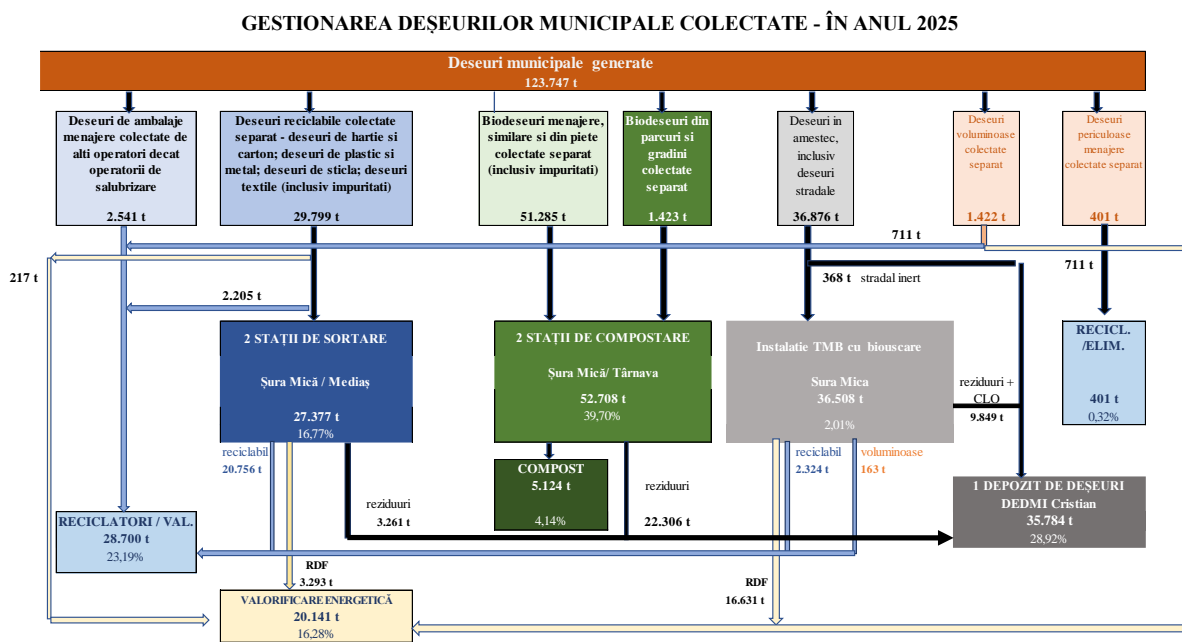 GESTIONAREA DEȘEURILOR MUNICIPALE COLECTATE - ÎN ANUL 2025
Deseuri municipale generate
123.747 t
Deseuri de ambalaje
menajere colectate de
alti operatori decat
operatorii de
salubrizare
2.541 t
Deseuri reciclabile colectate
separat - deseuri de hartie si
carton; deseuri de plastic si
metal; deseuri de sticla; deseuri
textile (inclusiv impuritati)
29.799 t
Biodeseuri menajere,
similare si din piete
colectate separat
(inclusiv impuritati)
51.285 t
Biodeseuri din
parcuri si
gradini
colectate
separat
1.423 t
Deseuri in
amestec,
inclusiv
deseuri
stradale
36.876 t
Deseuri
voluminoase
colectate
separat
1.422 t
Deseuri
periculoase
menajere
colectate separat
401 t
711 t
217 t
368 t stradal inert
711 t
2.205 t
2 STAȚII DE SORTARE
Șura Mică / Mediaș
27.377 t
16,77%
2 STAȚII DE COMPOSTARE
Șura Mică/ Târnava
52.708 t
39,70%
Instalatie TMB cu biouscare
Sura Mica
36.508 t
2,01%
reziduuri +
CLO
9.849 t
RECICL.
/ELIM.
401 t
0,32%
reciclabil
20.756 t
reziduuri
3.261 t
COMPOST
5.124 t
4,14%
reziduuri
22.306 t
reciclabil
2.324 t
voluminoase
163 t
1 DEPOZIT DE DEȘEURI
DEDMI Cristian
35.784 t
28,92%
RECICLATORI / VAL.
28.700 t
23,19%
RDF
3.293 t
RDF
16.631 t
VALORIFICARE ENERGETICĂ
20.141 t
16,28%